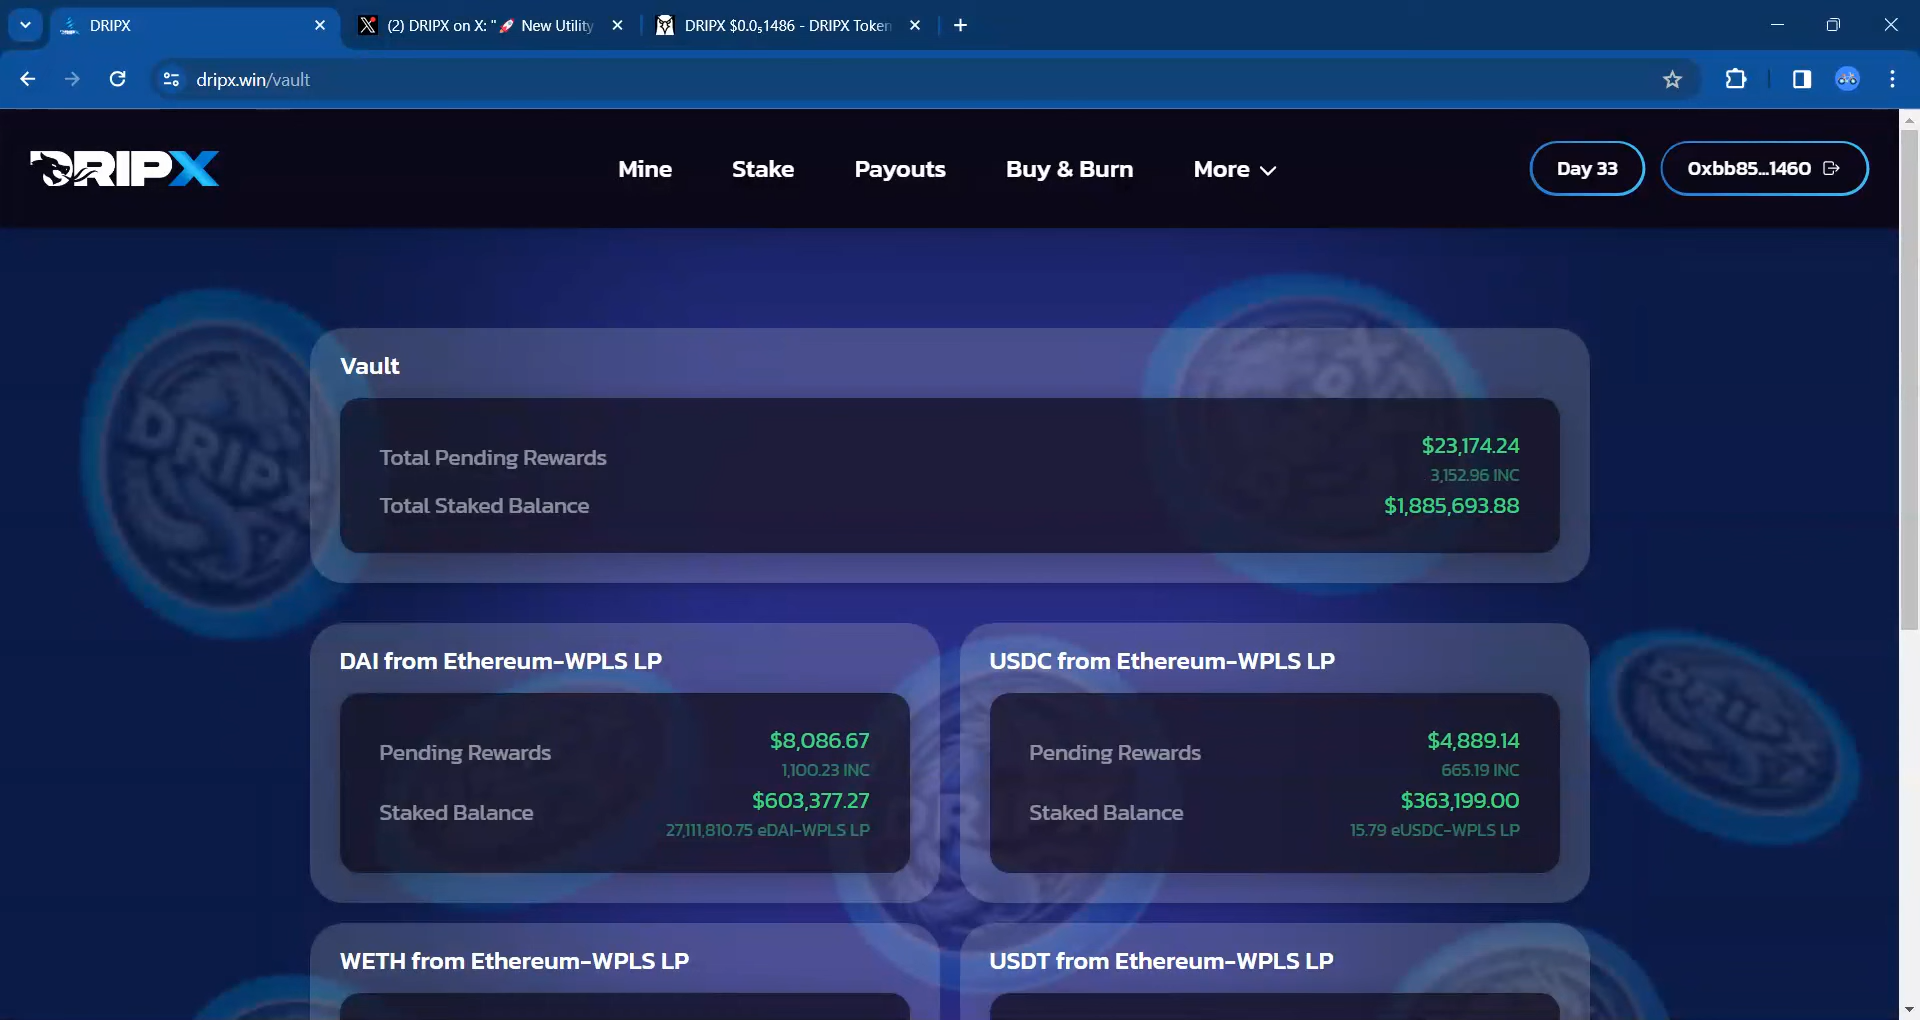 DRIPX
(2) DRIPX on X: "🚀 New Utility
DRIPX $0.0₅1486 - DRIPX Token
dripx.win/vault
DRIPX
Mine
Stake
Payouts
Buy & Burn
More
Day 33
0xbb85...1460
Vault
Total Pending Rewards
$23,174.24
3,152.96 INC
Total Staked Balance
$1,885,693.88
DAI from Ethereum-WPLS LP
Pending Rewards
$8,086.67
1,100.23 INC
Staked Balance
$603,377.27
27,111,810.75 eDAI-WPLS LP
USDC from Ethereum-WPLS LP
Pending Rewards
$4,889.14
665.19 INC
Staked Balance
$363,199.00
15.79 eUSDC-WPLS LP
WETH from Ethereum-WPLS LP
USDT from Ethereum-WPLS LP
DRIPX
DRIPX